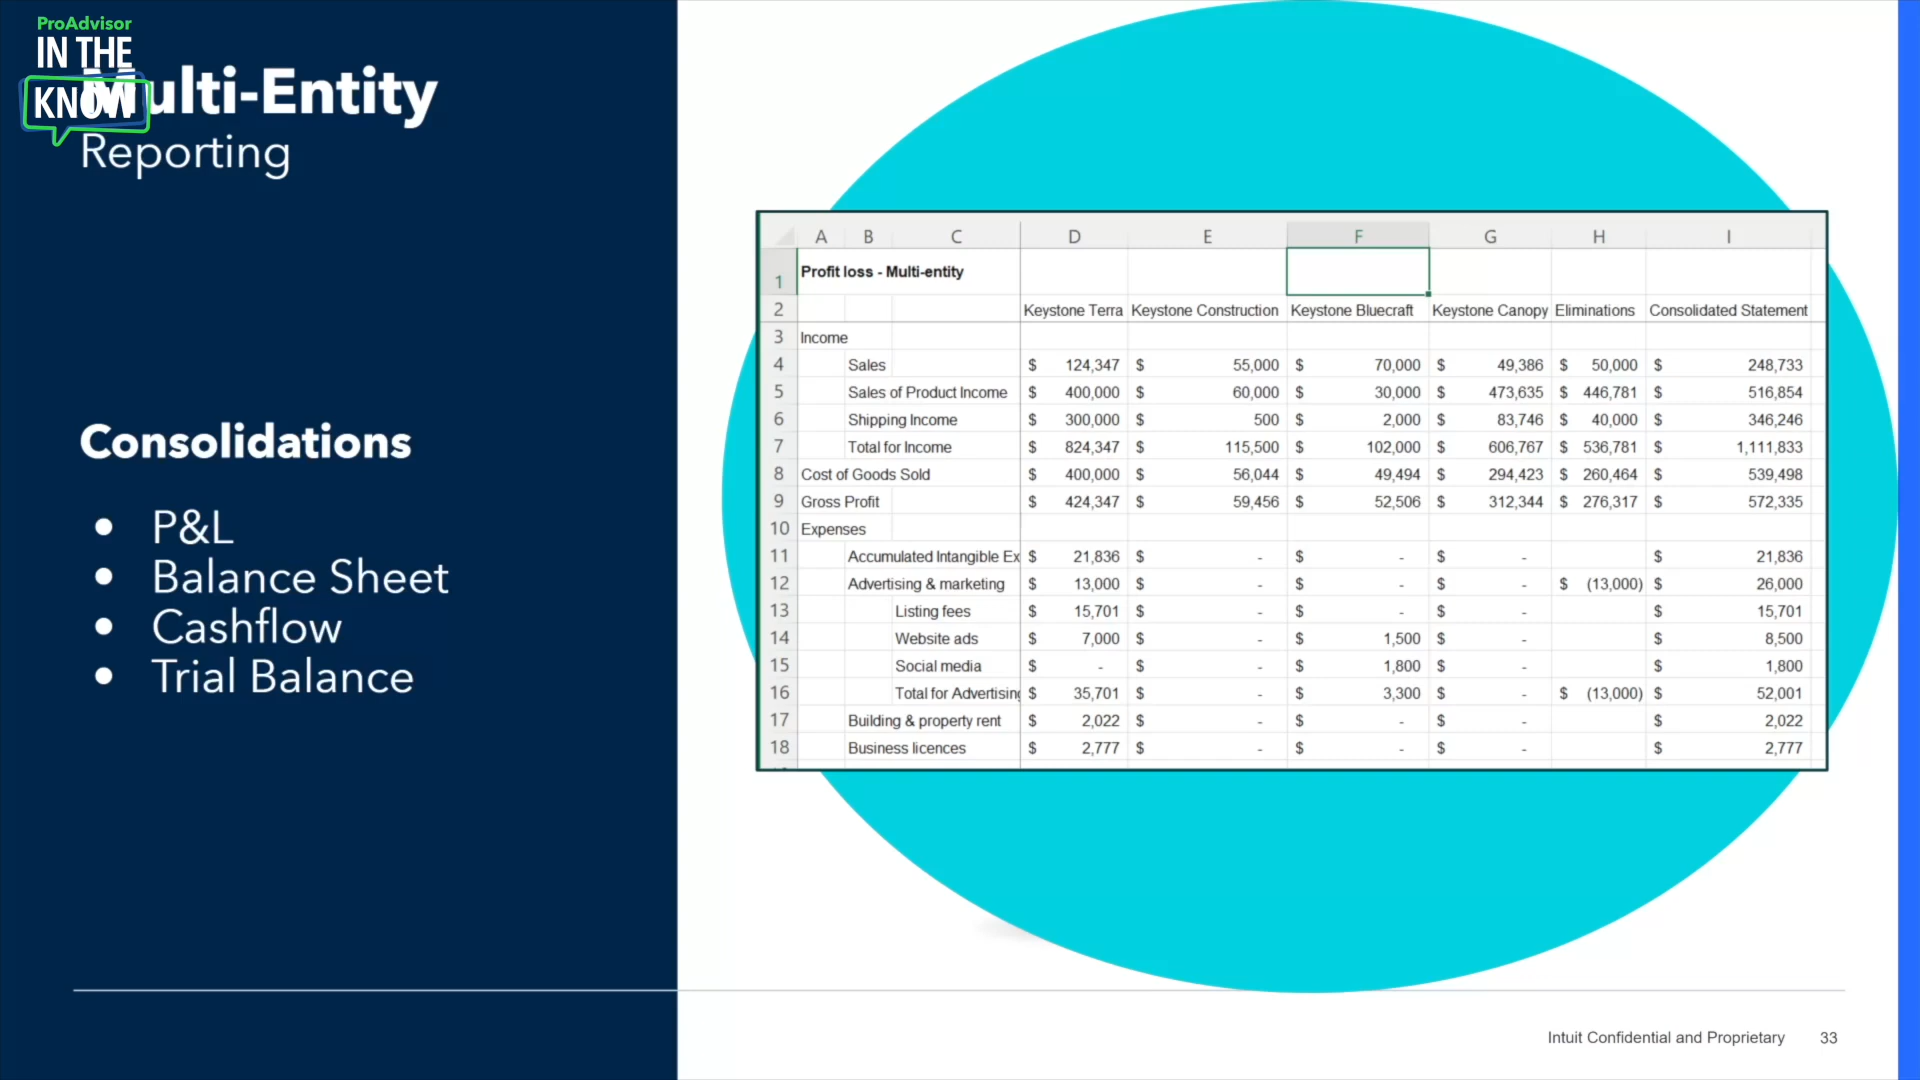 ProAdvisor
IN THE
KNOW
Multi-Entity
Reporting
Consolidations
• P&L
• Balance Sheet
• Cashflow
• Trial Balance
A B C D E F G H I
1 Profit loss - Multi-entity
2 Keystone Terra Keystone Construction Keystone Bluecraft Keystone Canopy Eliminations Consolidated Statement
3 Income
4 Sales $ 124,347 $ 55,000 $ 70,000 $ 49,386 $ 50,000 $ 248,733
5 Sales of Product Income $ 400,000 $ 60,000 $ 30,000 $ 473,635 $ 446,781 $ 516,854
6 Shipping Income $ 300,000 $ 500 $ 2,000 $ 83,746 $ 40,000 $ 346,246
7 Total for Income $ 824,347 $ 115,500 $ 102,000 $ 606,767 $ 536,781 $ 1,111,833
8 Cost of Goods Sold $ 400,000 $ 56,044 $ 49,494 $ 294,423 $ 260,464 $ 539,498
9 Gross Profit $ 424,347 $ 59,456 $ 52,506 $ 312,344 $ 276,317 $ 572,335
10 Expenses
11 Accumulated Intangible Ex $ 21,836 $ - $ - $ - $ 21,836
12 Advertising & marketing $ 13,000 $ - $ - $ - $ (13,000) $ 26,000
13 Listing fees $ 15,701 $ - $ - $ - $ 15,701
14 Website ads $ 7,000 $ - $ 1,500 $ - $ 8,500
15 Social media $ - $ - $ 1,800 $ - $ 1,800
16 Total for Advertising $ 35,701 $ - $ 3,300 $ - $ (13,000) $ 52,001
17 Building & property rent $ 2,022 $ - $ - $ - $ 2,022
18 Business licences $ 2,777 $ - $ - $ - $ 2,777
Intuit Confidential and Proprietary 33